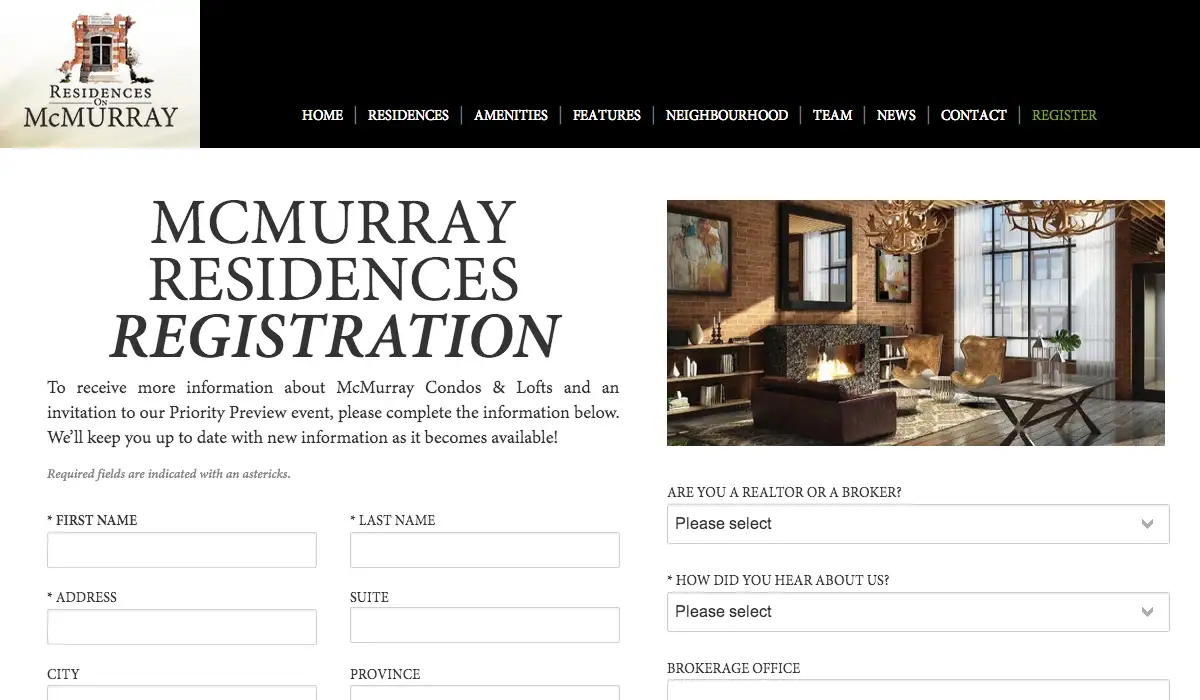 RESIDENCES
ON
MCMURRAY
HOME | RESIDENCES | AMENITIES | FEATURES | NEIGHBOURHOOD | TEAM | NEWS | CONTACT | REGISTER
MCMURRAY
RESIDENCES
REGISTRATION
To receive more information about McMurray Condos & Lofts and an
invitation to our Priority Preview event, please complete the information below.
We’ll keep you up to date with new information as it becomes available!
Required fields are indicated with an astericks.
* FIRST NAME
* LAST NAME
* ADDRESS
SUITE
CITY
PROVINCE
ARE YOU A REALTOR OR A BROKER?
Please select
* HOW DID YOU HEAR ABOUT US?
Please select
BROKERAGE OFFICE